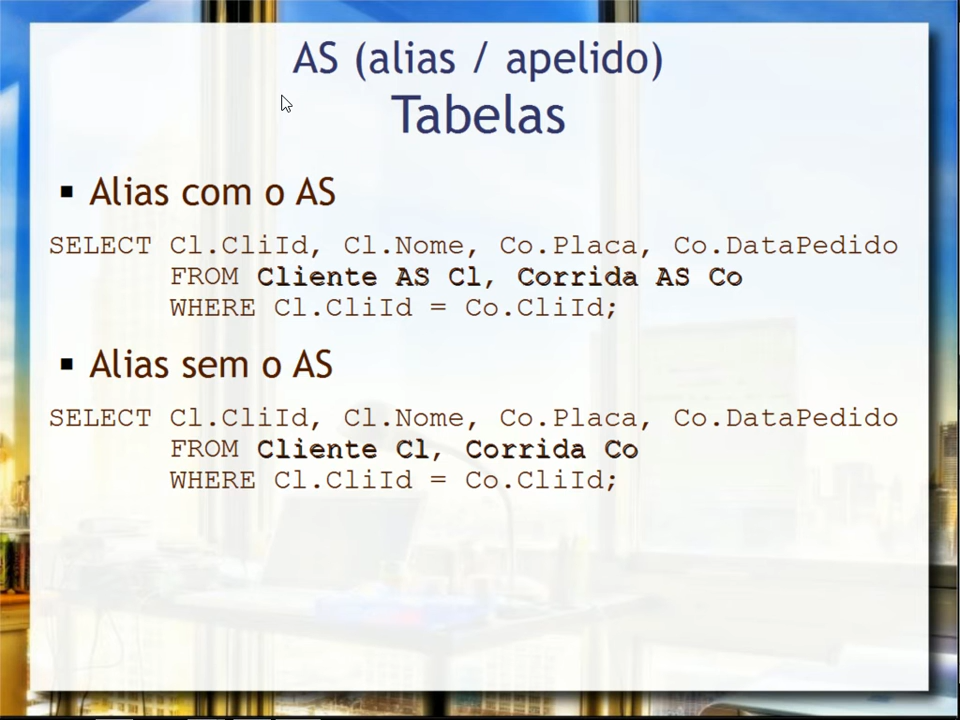 AS (alias / apelido)
Tabelas
▪ Alias com o AS
SELECT Cl.CliId, Cl.Nome, Co.Placa, Co.DataPedido
FROM Cliente AS Cl, Corrida AS Co
WHERE Cl.CliId = Co.CliId;
▪ Alias sem o AS
SELECT Cl.CliId, Cl.Nome, Co.Placa, Co.DataPedido
FROM Cliente Cl, Corrida Co
WHERE Cl.CliId = Co.CliId;